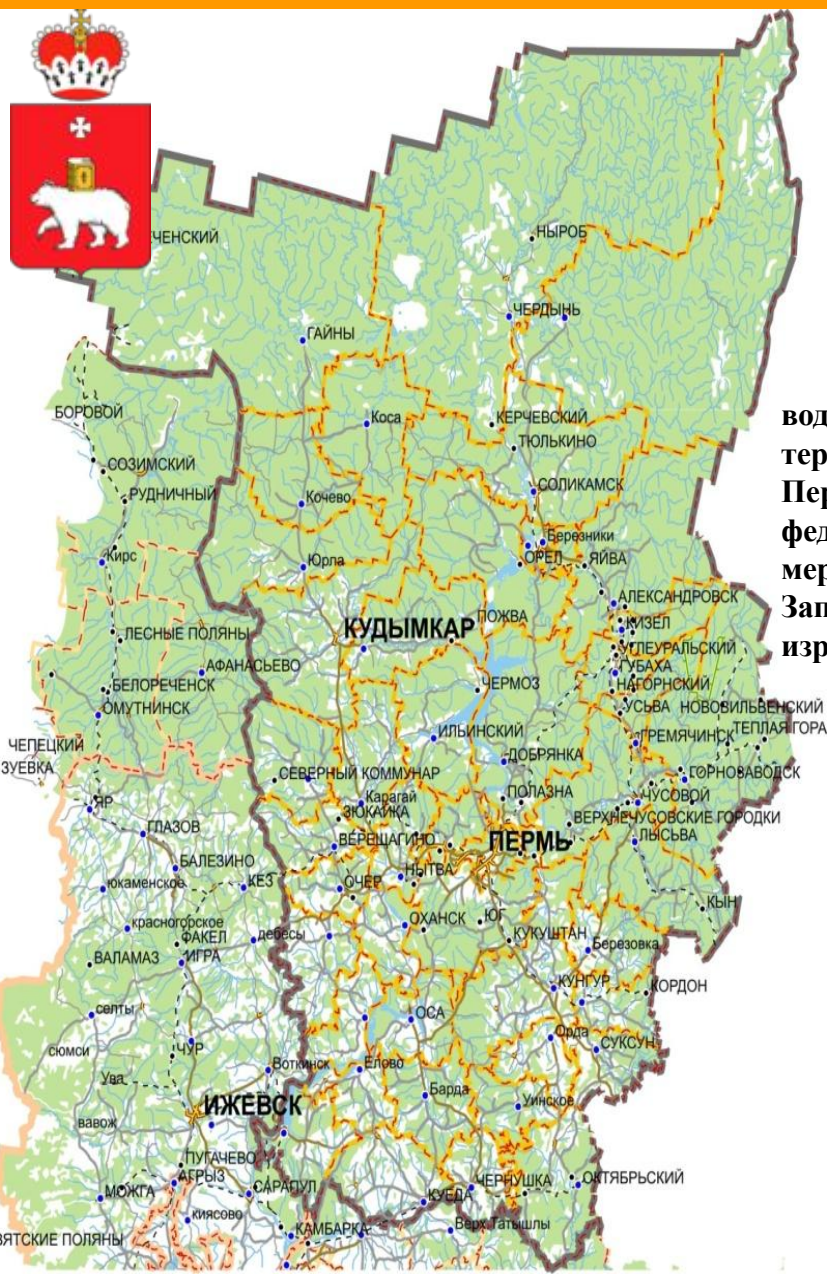 ЧЕНСКИЙ
НЫРОБ
ЧЕРДЫНЬ
ГАЙНЫ
БОРОВОЙ
Коса
КЕРЧЕВСКИЙ
ТЮЛЬКИНО
вод
тер
Пер
фед
мер
Зап
изр
СОЗИМСКИЙ
РУДНИЧНЫЙ
Кочево
СОЛИКАМСК
Березники
Кирс
Юрла
ОРЕЛ
ЯЙВА
АЛЕКСАНДРОВСК
ПОЖВА
КИЗЕЛ
ЛЕСНЫЕ ПОЛЯНЫ
КУДЫМКАР
УГЛЕУРАЛЬСКИЙ
АФАНАСЬЕВО
ГУБАХА
БЕЛОРЕЧЕНСК
ЧЕРМОЗ
НАГОРНСКИЙ
ОМУТНИНСК
УСЬВА
НОВОВИЛЬВЕНСКИЙ
ТЕПЛАЯ ГОРА
ЧЕПЕЦКИЙ
ИЛЬИНСКИЙ
ГРЕМЯЧИНСК
ЗУЕВКА
ДОБРЯНКА
СЕВЕРНЫЙ КОММУНАР
ГОРНОЗАВОДСК
ЯР
Карагай
ПОЛАЗНА
ЧУСОВОЙ
ЗЮКАЙКА
ВЕРХНЕЧУСОВСКИЕ ГОРОДКИ
ГЛАЗОВ
ВЕРЕЩАГИНО
ПЕРМЬ
ЛЫСЬВА
БАЛЕЗИНО
НЫТВА
юкаменское
КЕЗ
ОЧЕР
КЫН
красногорское
ОХАНСК
ЮГ
ФАКЕЛ
дебесы
КУКУШТАН
Березовка
ВАЛАМАЗ
ИГРА
КУНГУР
КОРДОН
селты
ОСА
Орда
сюмси
ЧУР
СУКСУН
Ува
Воткинск
Елово
Барда
Уинское
ИЖЕВСК
вавож
ПУГАЧЕВО
МОЖГА
АГРЫЗ
САРАПУЛ
КУЕДА
ЧЕРНУШКА
ОКТЯБРЬСКИЙ
киясово
ВЯТСКИЕ ПОЛЯНЫ
КАМБАРКА
Верх.Татышлы